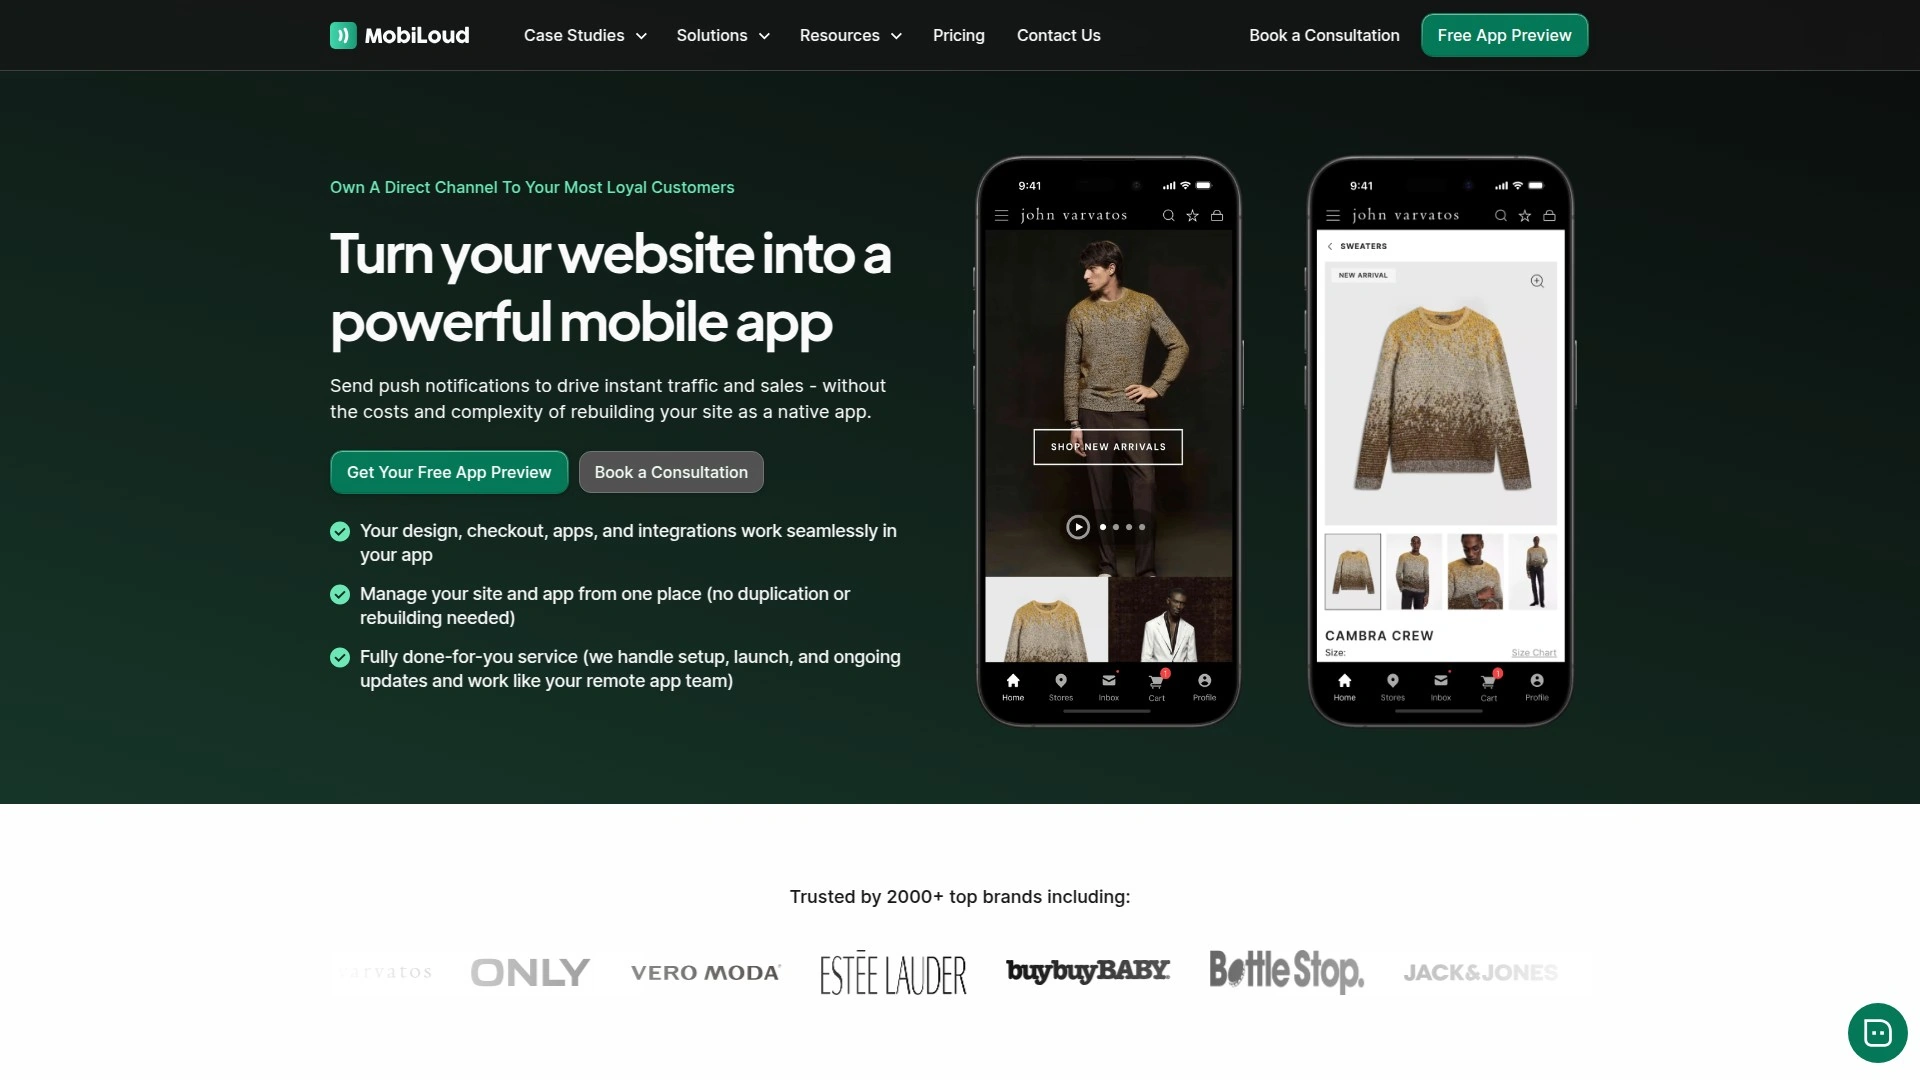 MobiLoud
Case Studies
Solutions
Resources
Pricing
Contact Us
Book a Consultation
Free App Preview
Own A Direct Channel To Your Most Loyal Customers
Turn your website into a
powerful mobile app
Send push notifications to drive instant traffic and sales - without
the costs and complexity of rebuilding your site as a native app.
Get Your Free App Preview
Book a Consultation
Your design, checkout, apps, and integrations work seamlessly in
your app
Manage your site and app from one place (no duplication or
rebuilding needed)
Fully done-for-you service (we handle setup, launch, and ongoing
updates and work like your remote app team)
9:41
john varvatos
SHOP NEW ARRIVALS
Home
Stores
Inbox
1
Cart
Profile
9:41
john varvatos
SWEATERS
NEW ARRIVAL
CAMBRA CREW
Size:
Size Chart
Home
Stores
Inbox
1
Cart
Profile
Trusted by 2000+ top brands including:
varvatos
ONLY
VERO MODA
ESTĒE LAUDER
buybuyBABY
Bottle Stop.
JACK&JONES